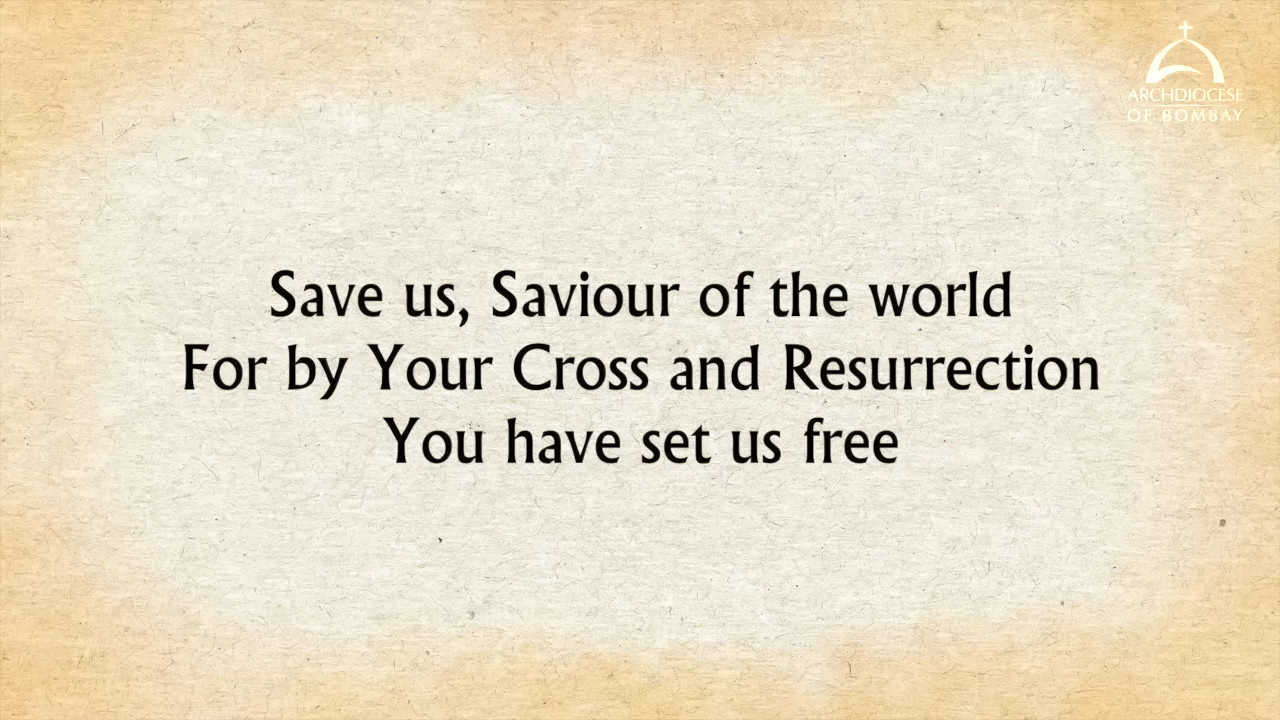 ARCHDIOCESE
OF BOMBAY
Save us, Saviour of the world
For by Your Cross and Resurrection
You have set us free